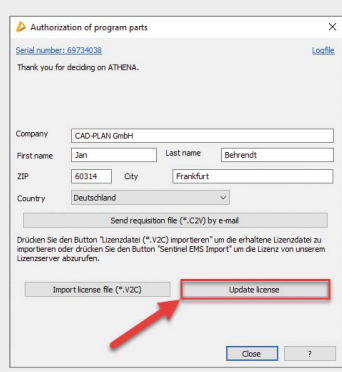 Authorization of program parts
Serial number: 69734038 Logfile
Thank you for deciding on ATHENA.
Company CAD-PLAN GmbH
First name Jan Last name Behrendt
ZIP 60314 City Frankfurt
Country Deutschland
Send requisition file (*.C2V) by e-mail
Drücken Sie den Button "Lizenzdatei (*.V2C) importieren" um die erhaltene Lizenzdatei zu
importieren oder drücken Sie den Button "Sentinel EMS Import" um die Lizenz von unserem
Lizenzserver abzurufen.
Import license file (*.V2C) Update license
Close ?